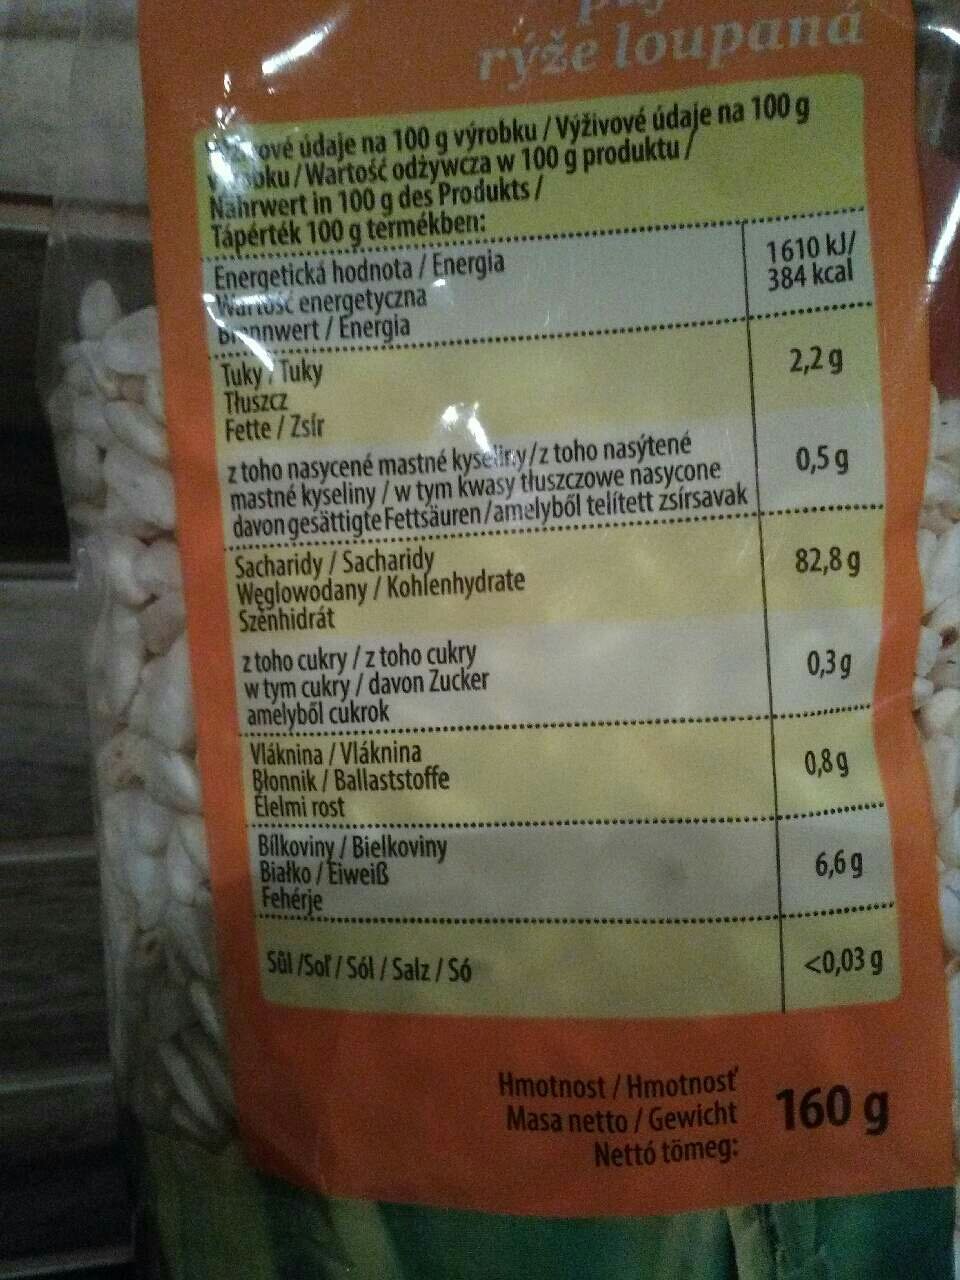 rýže loupaná
údaje na 100 g výrobku / Výživové údaje na 100 g
/ Wartość odżywcza w 100 g produktu /
Nährwert in 100 g des Produkts /
Tápérték 100 g termékben:
Energetická hodnota / Energia
Wartość energetyczna
Brennwert / Energia
1610 kJ/
384 kcal
Tuky / Tuky
Tłuszcz
Fette / Zsír
2,2 g
z toho nasycené mastné kyseliny/z toho nasýtené
mastné kyseliny / w tym kwasy tłuszczowe nasycone
davon gesättigte Fettsäuren/amelyből telített zsírsavak
0,5 g
Sacharidy / Sacharidy
Węglowodany / Kohlenhydrate
Szénhidrát
82,8 g
z toho cukry / z toho cukry
w tym cukry / davon Zucker
amelyből cukrok
0,3 g
Vláknina / Vláknina
Błonnik / Ballaststoffe
Élelmi rost
0,8 g
Bílkoviny / Bielkoviny
Białko / Eiweiß
Fehérje
6,6 g
Sůl /Soľ / Sól / Salz / Só
<0,03 g
Hmotnost / Hmotnosť
Masa netto / Gewicht
Nettó tömeg:
160 g